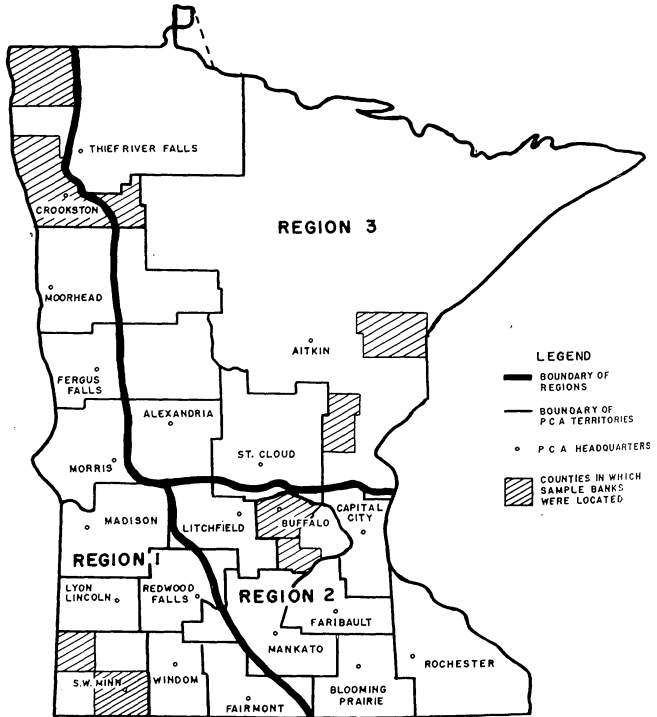 THIEF RIVER FALLS
CROOKSTON
REGION 3
MOORHEAD
AITKIN
FERGUS
FALLS
ALEXANDRIA
ST. CLOUD
MORRIS
LEGEND
BOUNDARY OF
REGIONS
BOUNDARY OF
PCA TERRITORIES
PCA HEADQUARTERS
COUNTIES IN WHICH
SAMPLE BANKS
WERE LOCATED
MADISON
LITCHFIELD
BUFFALO
CAPITAL
CITY
REGION 1
LYON
LINCOLN
REDWOOD
FALLS
REGION 2
FARIBAULT
MANKATO
S.W. MINN.
WINDOM
FAIRMONT
BLOOMING
PRAIRIE
ROCHESTER